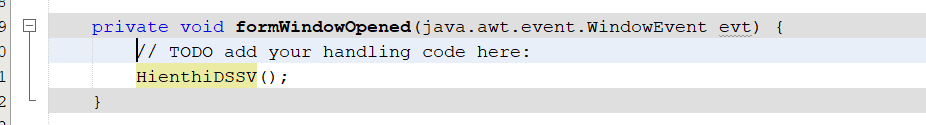 private void formWindowOpened(java.awt.event.WindowEvent evt) {
// TODO add your handling code here:
HienthiDSSV();
}